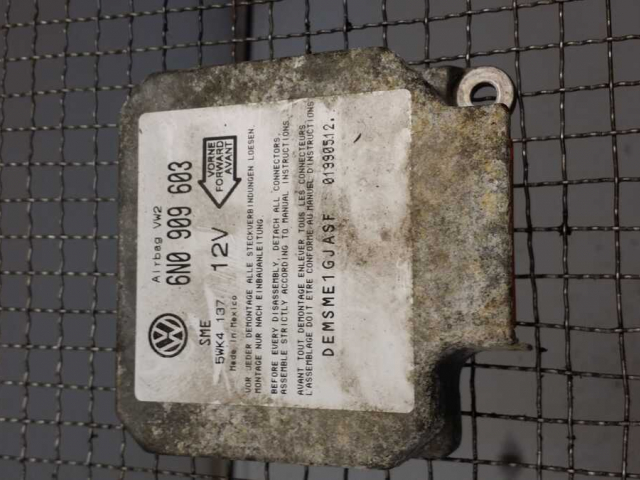 Airbag VW2
6N0 909 603
VORNE
FORWARD
AVANT
SME
5WK4 137
12V
Made in Mexico
VOR JEDER DEMONTAGE ALLE STECKVERBINDUNGEN LOESEN.
MONTAGE NUR NACH EINBAUANLEITUNG
BEFORE EVERY DISASSEMBLY, DETACH ALL CONNECTORS.
ASSEMBLE STRICTLY ACCORDING TO MANUAL INSTRUCTIONS.
AVANT TOUT DEMONTAGE ENLEVER TOUS LES CONNECTEURS
L'ASSEMBLAGE DOIT ETRE CONFORME AU MANUEL D'INSTRUCTIONS
DEMSME1GJASF 01990512.